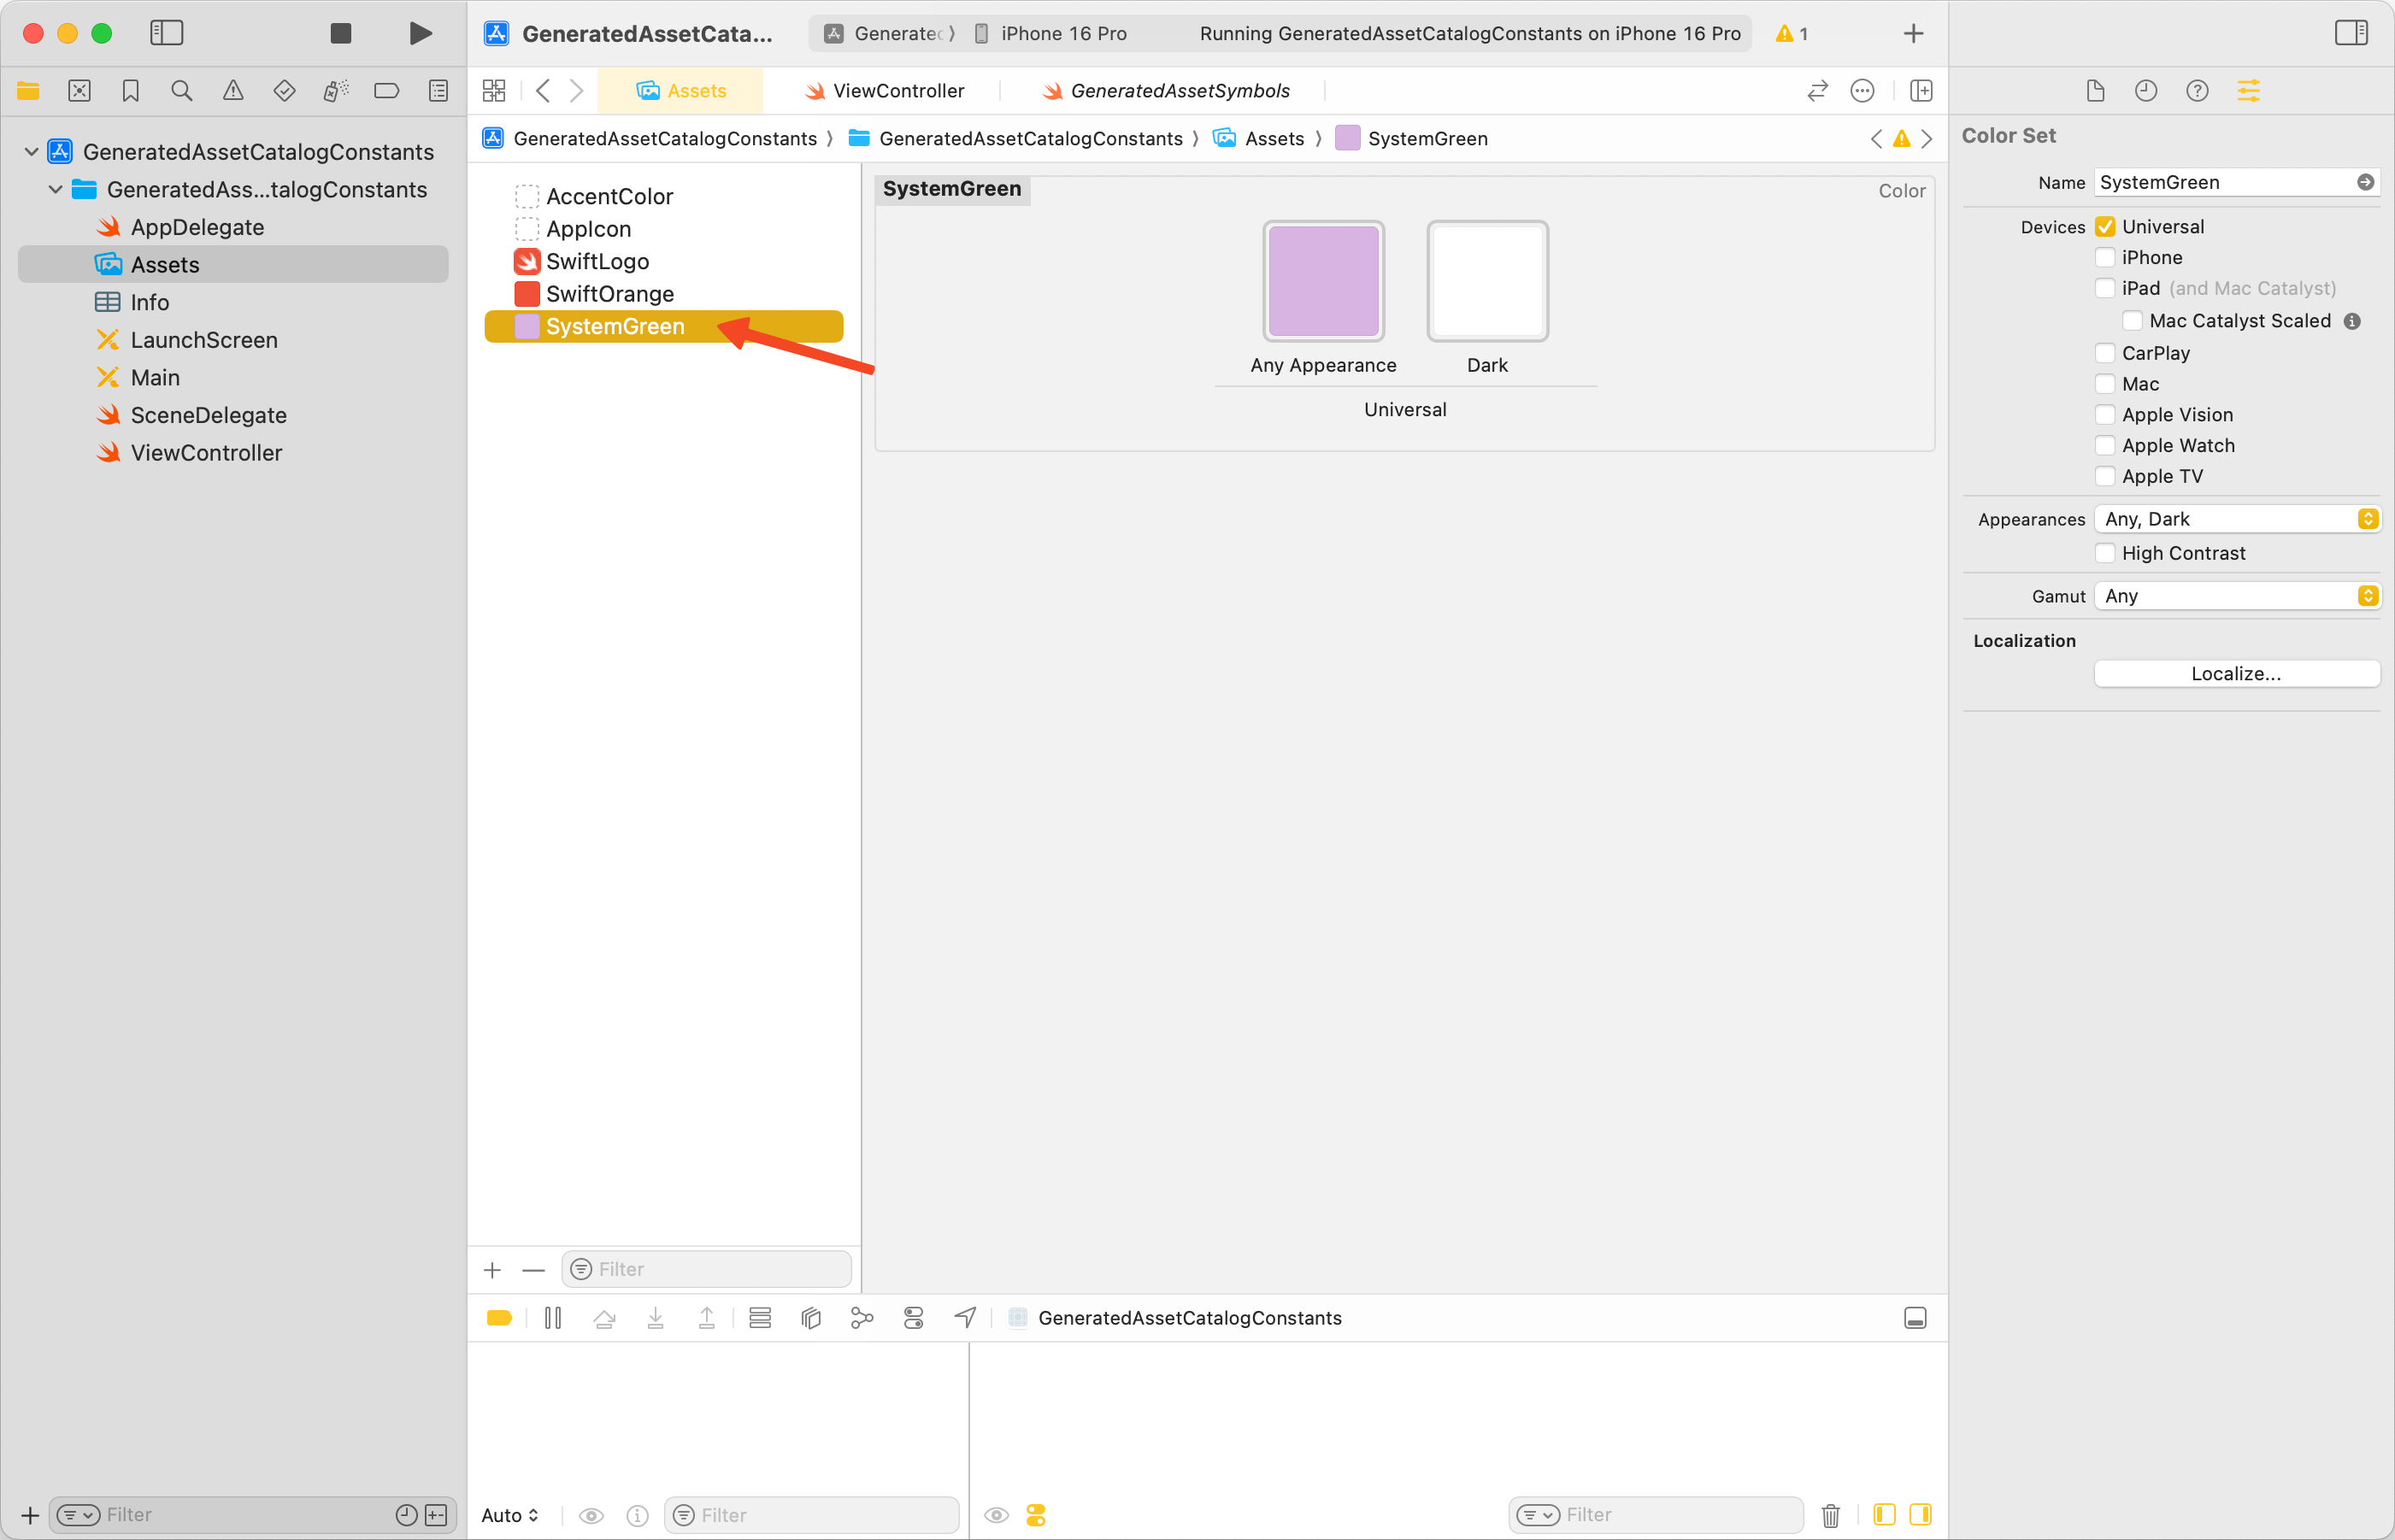 GeneratedAssetCata...
Generatec
iPhone 16 Pro
Running GeneratedAssetCatalogConstants on iPhone 16 Pro
1
Assets
ViewController
GeneratedAssetSymbols
GeneratedAssetCatalogConstants
GeneratedAssetCatalogConstants
Assets
SystemGreen
GeneratedAssetCatalogConstants
GeneratedAss...talogConstants
AppDelegate
Assets
Info
LaunchScreen
Main
SceneDelegate
ViewController
Filter
AccentColor
AppIcon
SwiftLogo
SwiftOrange
SystemGreen
Filter
SystemGreen
Color
Any Appearance
Dark
Universal
GeneratedAssetCatalogConstants
Auto
Filter
Filter
Color Set
Name SystemGreen
Devices Universal
iPhone
iPad (and Mac Catalyst)
Mac Catalyst Scaled
CarPlay
Mac
Apple Vision
Apple Watch
Apple TV
Appearances Any, Dark
High Contrast
Gamut Any
Localization
Localize...